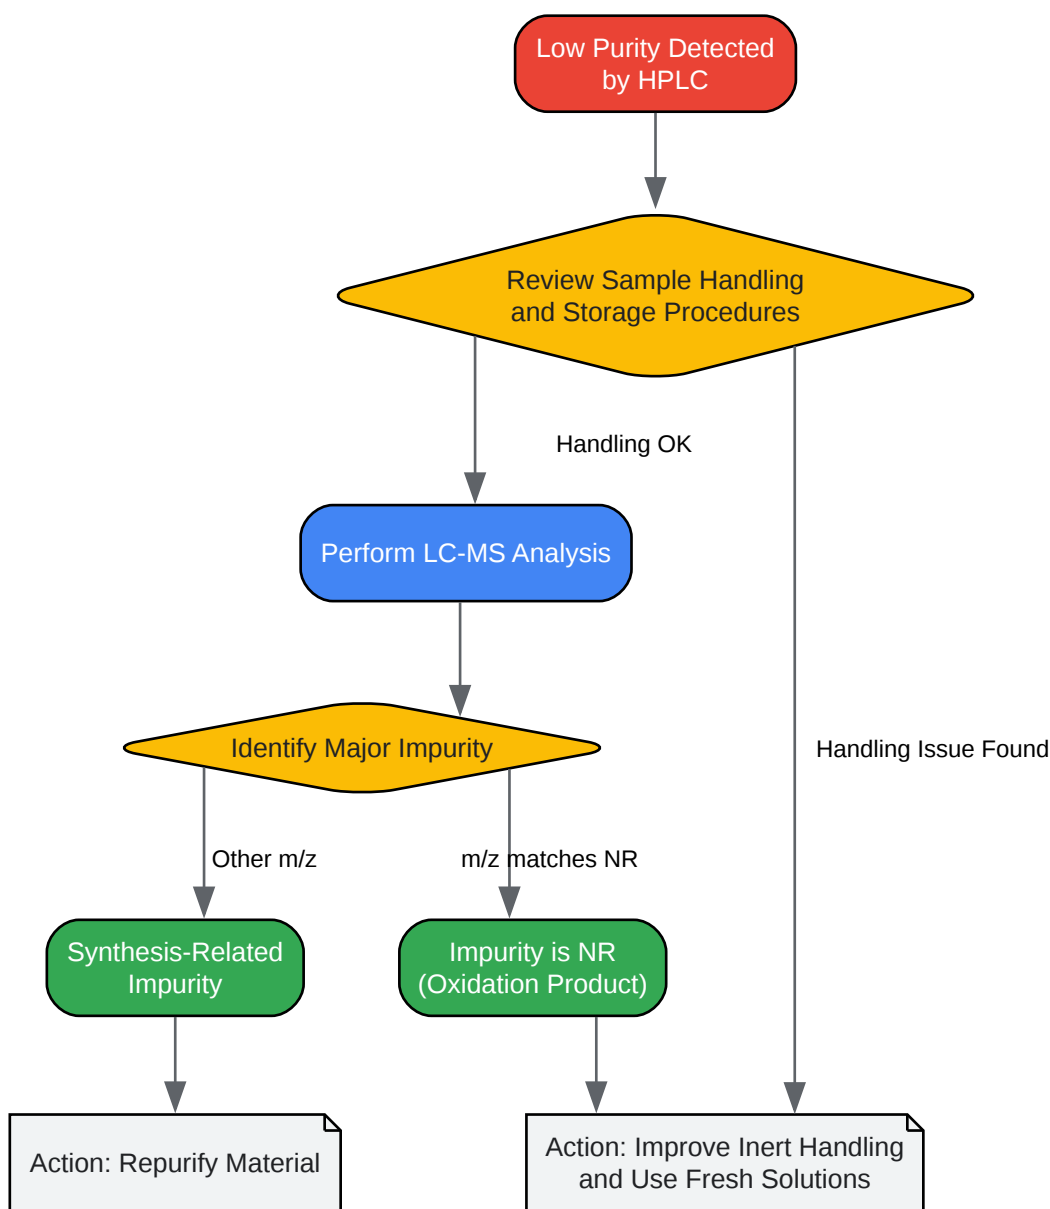 Low Purity Detected
by HPLC
Review Sample Handling
and Storage Procedures
Handling OK
Perform LC-MS Analysis
Identify Major Impurity
Handling Issue Found
Other m/z
m/z matches NR
Synthesis-Related
Impurity
Impurity is NR
(Oxidation Product)
Action: Repurify Material
Action: Improve Inert Handling
and Use Fresh Solutions